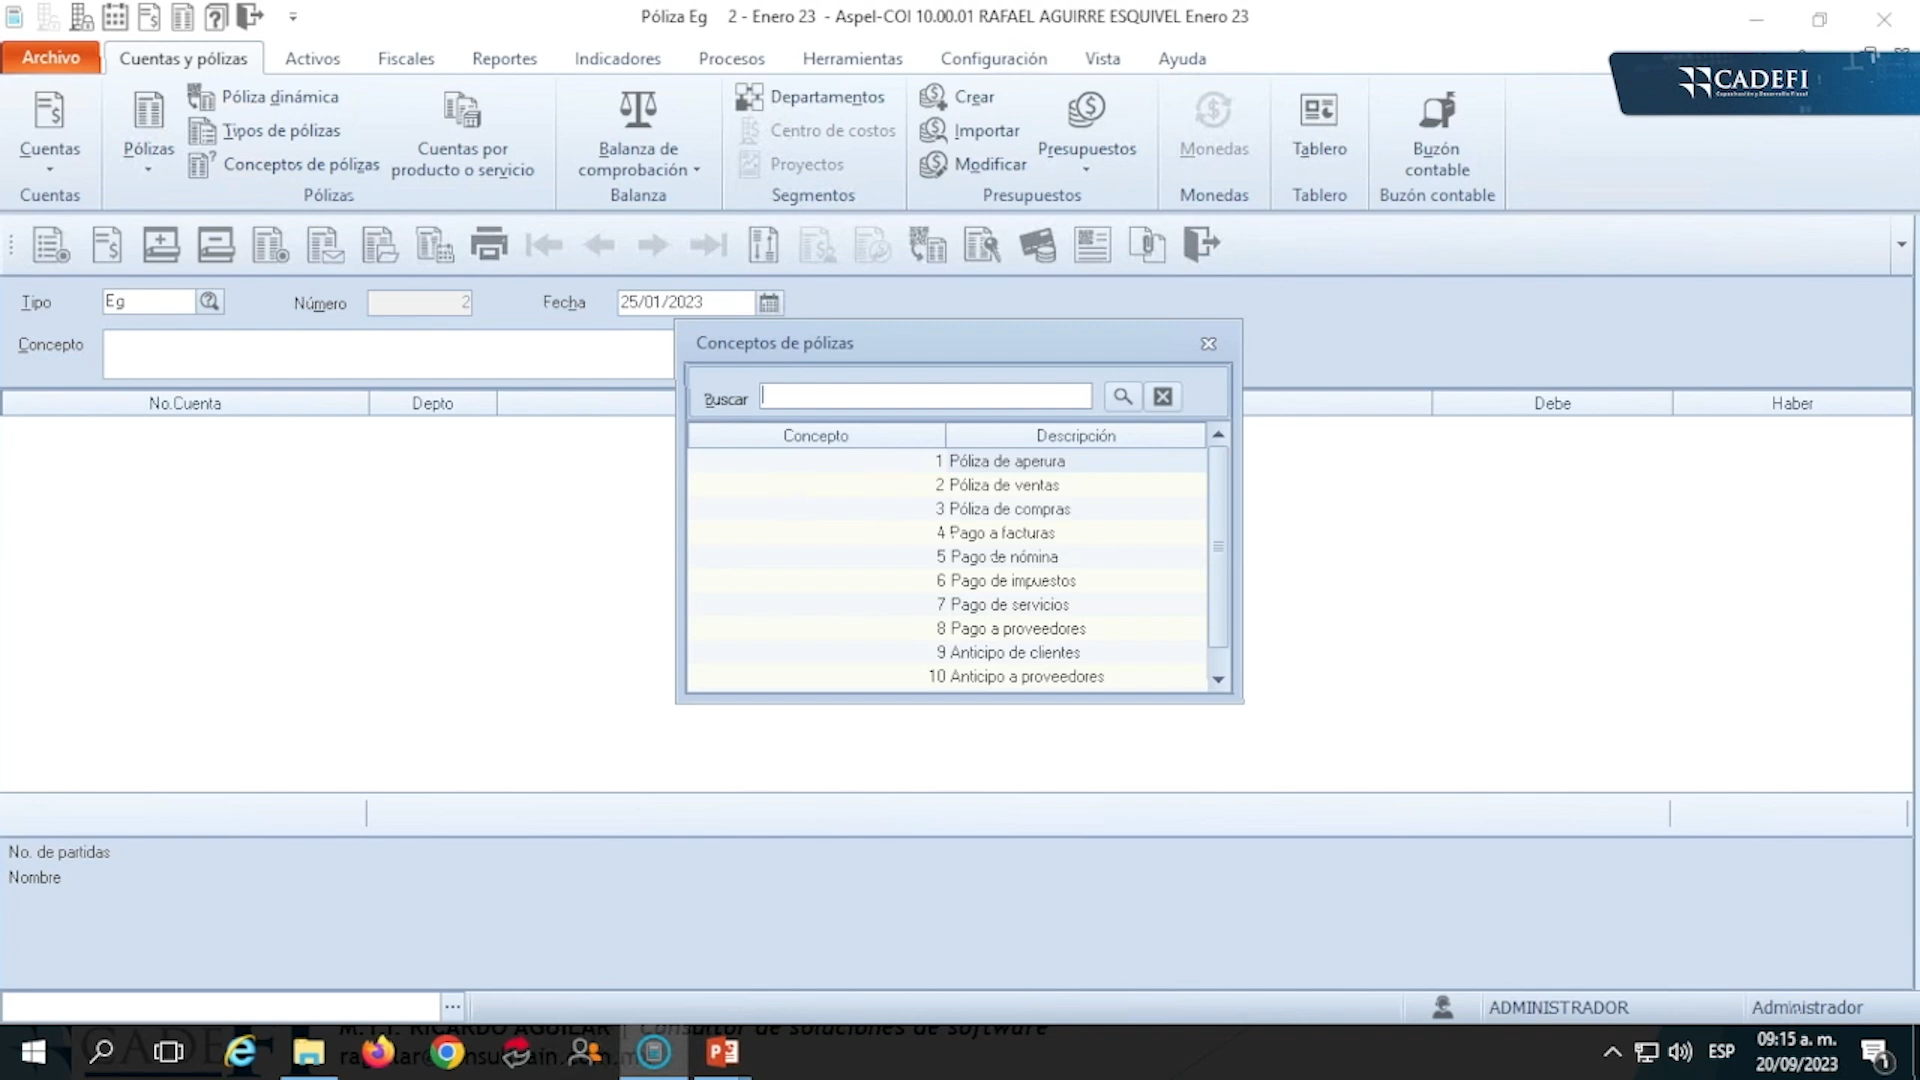 Póliza Eg 2 - Enero 23 - Aspel-COI 10.00.01 RAFAEL AGUIRRE ESQUIVEL Enero 23
Archivo Cuentas y pólizas Activos Fiscales Reportes Indicadores Procesos Herramientas Configuración Vista Ayuda
CADEFI
Capacitación y Desarrollo Fiscal
Póliza dinámica Departamentos Crear
Tipos de pólizas Centro de costos Importar
Cuentas Pólizas Cuentas por Balanza de Presupuestos Monedas Tablero Buzón
Conceptos de pólizas producto o servicio comprobación Proyectos Modificar contable
Cuentas Pólizas Balanza Segmentos Presupuestos Monedas Tablero Buzón contable
Tipo Eg Número 2 Fecha 25/01/2023
Concepto
Conceptos de pólizas
Buscar
No.Cuenta Depto Debe Haber
Concepto Descripción
1 Póliza de aperura
2 Póliza de ventas
3 Póliza de compras
4 Pago a facturas
5 Pago de nómina
6 Pago de impuestos
7 Pago de servicios
8 Pago a proveedores
9 Anticipo de clientes
10 Anticipo a proveedores
No. de partidas
Nombre
... ADMINISTRADOR Administrador
M.T.I. RICARDO AGUILAR | Consultor de soluciones de software
ESP
09:15 a. m.
20/09/2023
1